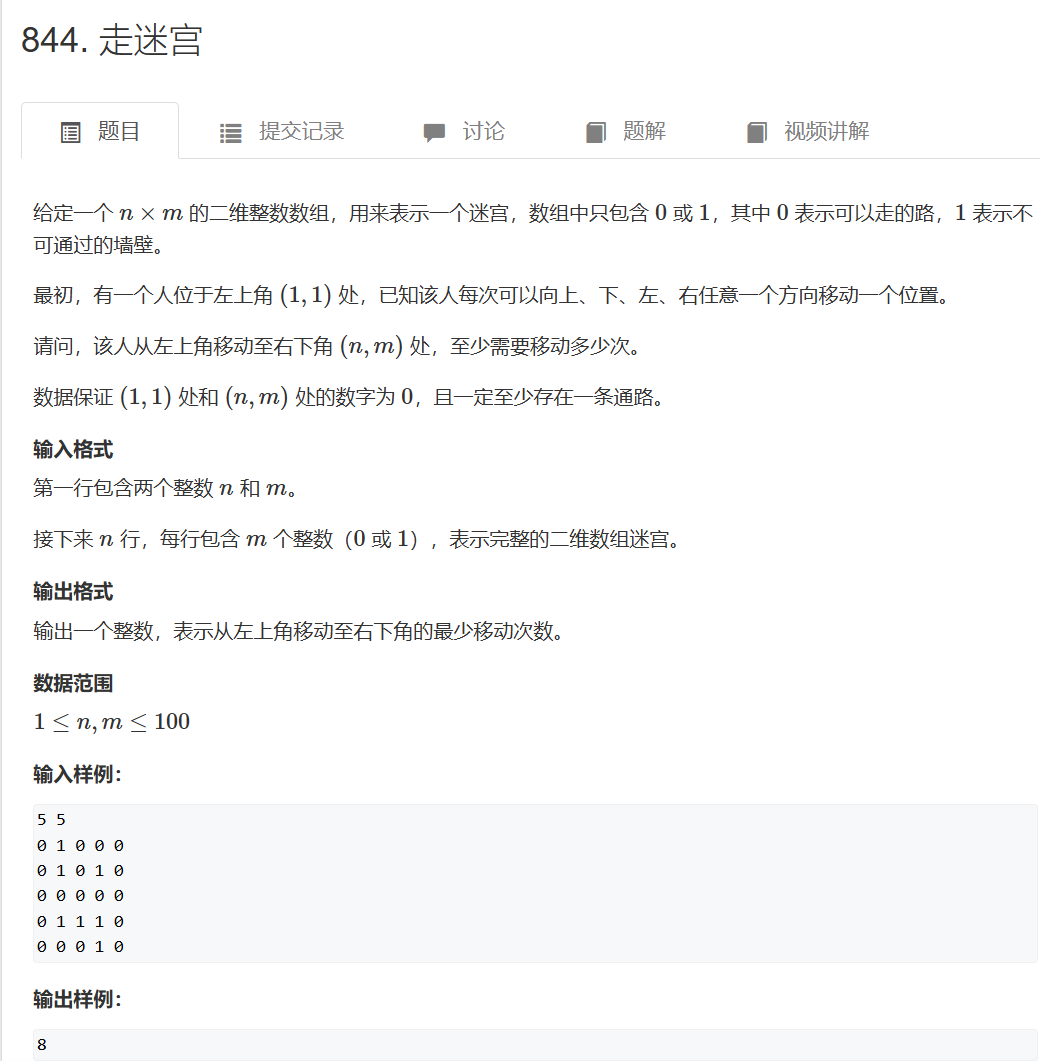 844. 走迷宫
题目 提交记录 讨论 题解 视频讲解
给定一个 n × m 的二维整数数组，用来表示一个迷宫，数组中只包含 0 或 1，其中 0 表示可以走的路，1 表示不
可通过的墙壁。
最初，有一个人位于左上角 (1, 1) 处，已知该人每次可以向上、下、左、右任意一个方向移动一个位置。
请问，该人从左上角移动至右下角 (n, m) 处，至少需要移动多少次。
数据保证 (1, 1) 处和 (n, m) 处的数字为 0，且一定至少存在一条通路。
输入格式
第一行包含两个整数 n 和 m。
接下来 n 行，每行包含 m 个整数（0 或 1），表示完整的二维数组迷宫。
输出格式
输出一个整数，表示从左上角移动至右下角的最少移动次数。
数据范围
1 ≤ n, m ≤ 100
输入样例：
5 5
0 1 0 0 0
0 1 0 1 0
0 0 0 0 0
0 1 1 1 0
0 0 0 1 0
输出样例：
8